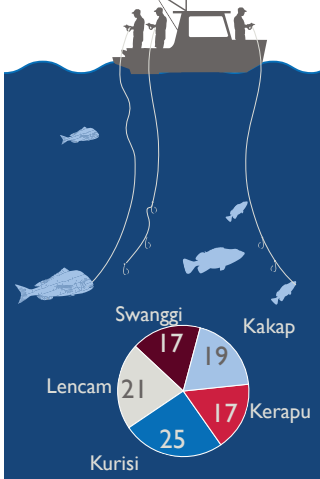 Swanggi
Kakap
17
19
Lencam
21
17
Kerapu
25
Kurisi